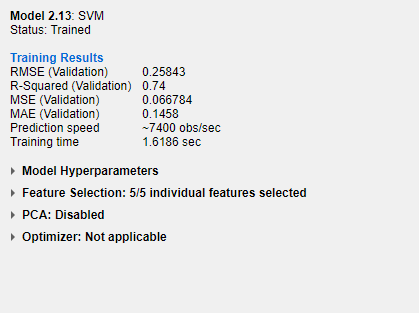 Model 2.13: SVM
Status: Trained
Training Results
RMSE (Validation) 0.25843
R-Squared (Validation) 0.74
MSE (Validation) 0.066784
MAE (Validation) 0.1458
Prediction speed ~7400 obs/sec
Training time 1.6186 sec
Model Hyperparameters
Feature Selection: 5/5 individual features selected
PCA: Disabled
Optimizer: Not applicable